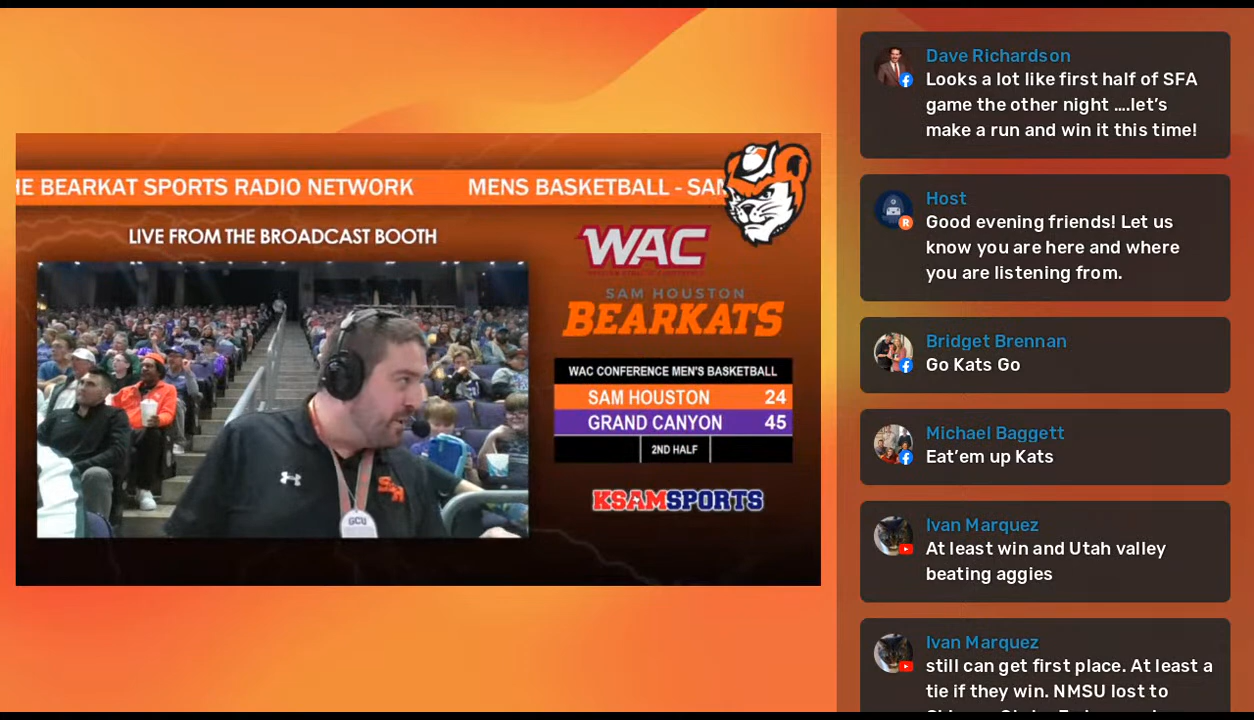 HE BEARKAT SPORTS RADIO NETWORK MENS BASKETBALL - SAM
LIVE FROM THE BROADCAST BOOTH
WAC
SAM HOUSTON
BEARKATS
WAC CONFERENCE MEN'S BASKETBALL
SAM HOUSTON 24
GRAND CANYON 45
2ND HALF
KSAMSPORTS
GCU
Dave Richardson
Looks a lot like first half of SFA
game the other night ....let’s
make a run and win it this time!
Host
Good evening friends! Let us
know you are here and where
you are listening from.
Bridget Brennan
Go Kats Go
Michael Baggett
Eat’em up Kats
Ivan Marquez
At least win and Utah valley
beating aggies
Ivan Marquez
still can get first place. At least a
tie if they win. NMSU lost to